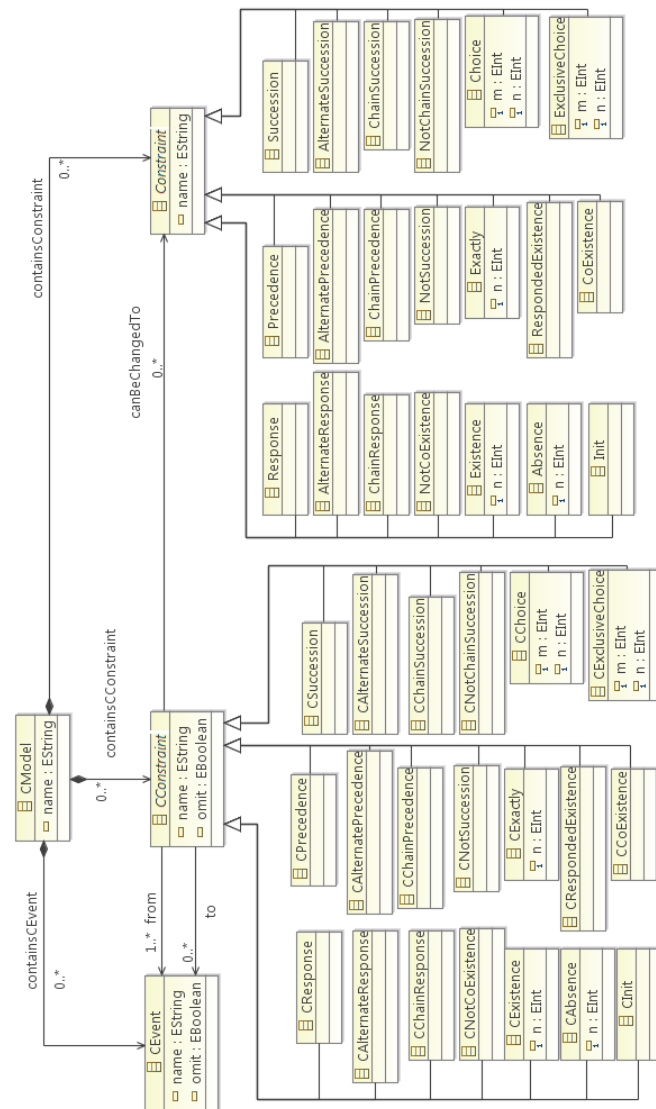 CModel
name : EString
containsCEvent
0..*
containsCConstraint
0..*
containsConstraint
0..*
CEvent
name : EString
omit : EBoolean
1..* from
0..* to
CConstraint
name : EString
omit : EBoolean
canBeChangedTo
0..*
Constraint
name : EString
CResponse
CAlternateResponse
CChainResponse
CNotCoExistence
CExistence
n : EInt
CAbsence
n : EInt
CInit
CPrecedence
CAlternatePrecedence
CChainPrecedence
CNotSuccession
CExactly
n : EInt
CRespondedExistence
CCoExistence
CSuccession
CAlternateSuccession
CChainSuccession
CNotChainSuccession
CChoice
m : EInt
n : EInt
CExclusiveChoice
m : EInt
n : EInt
Response
AlternateResponse
ChainResponse
NotCoExistence
Existence
n : EInt
Absence
n : EInt
Init
Precedence
AlternatePrecedence
ChainPrecedence
NotSuccession
Exactly
n : EInt
RespondedExistence
CoExistence
Succession
AlternateSuccession
ChainSuccession
NotChainSuccession
Choice
m : EInt
n : EInt
ExclusiveChoice
m : EInt
n : EInt